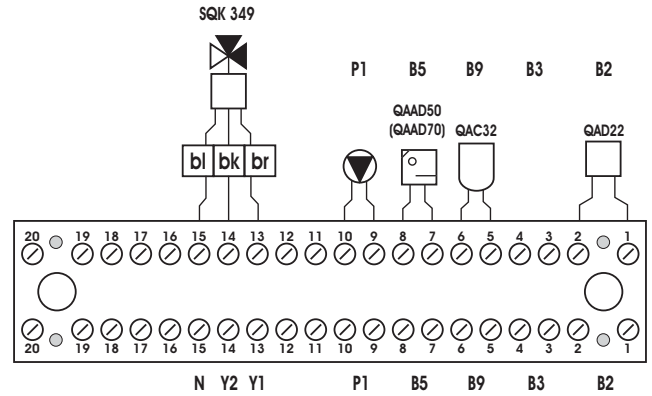 SQK 349
P1 B5 B9 B3 B2
QAAD50
(QAAD70) QAC32 QAD22
bl bk br
20 19 18 17 16 15 14 13 12 11 10 9 8 7 6 5 4 3 2 1
20 19 18 17 16 15 14 13 12 11 10 9 8 7 6 5 4 3 2 1
N Y2 Y1 P1 B5 B9 B3 B2